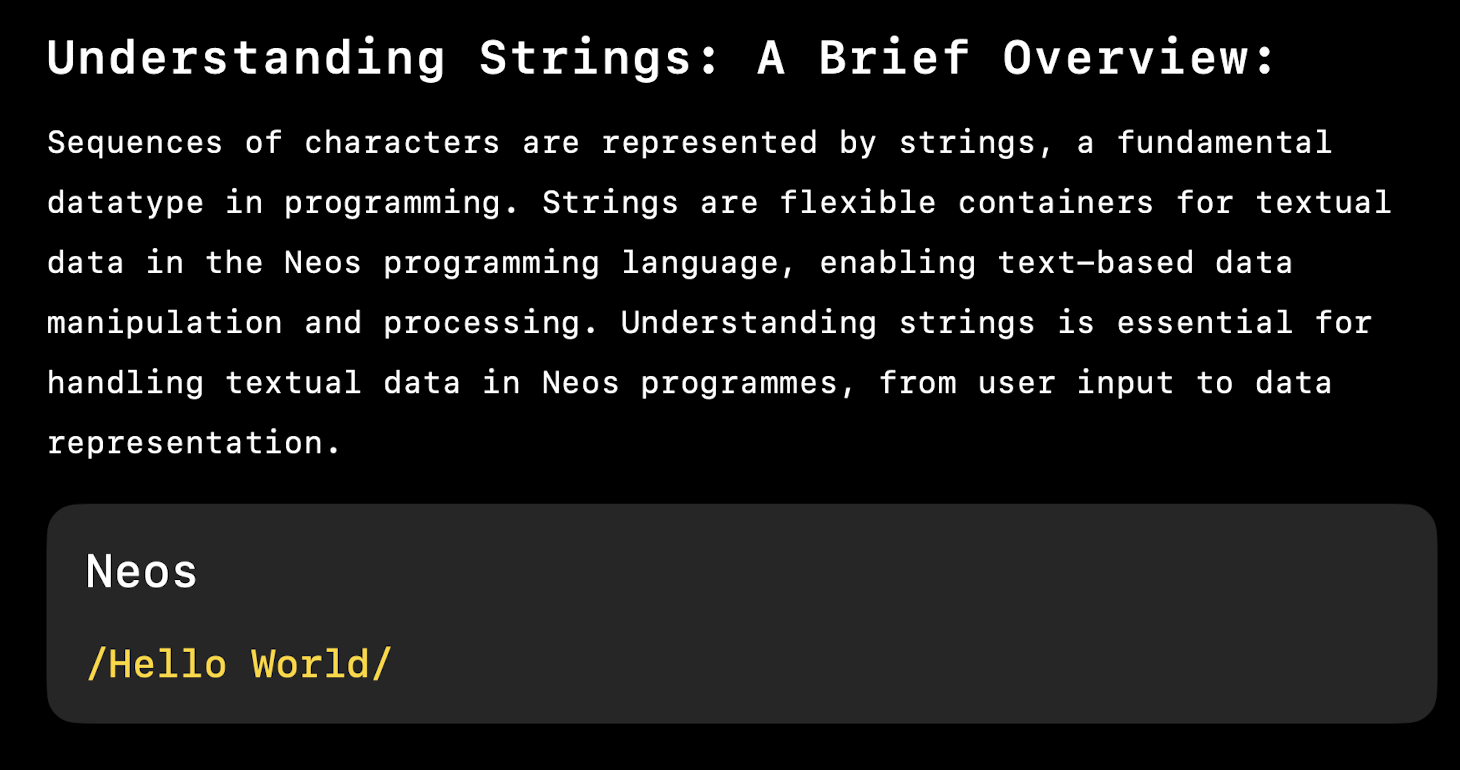 Understanding Strings: A Brief Overview:
Sequences of characters are represented by strings, a fundamental
datatype in programming. Strings are flexible containers for textual
data in the Neos programming language, enabling text-based data
manipulation and processing. Understanding strings is essential for
handling textual data in Neos programmes, from user input to data
representation.
Neos
/Hello World/